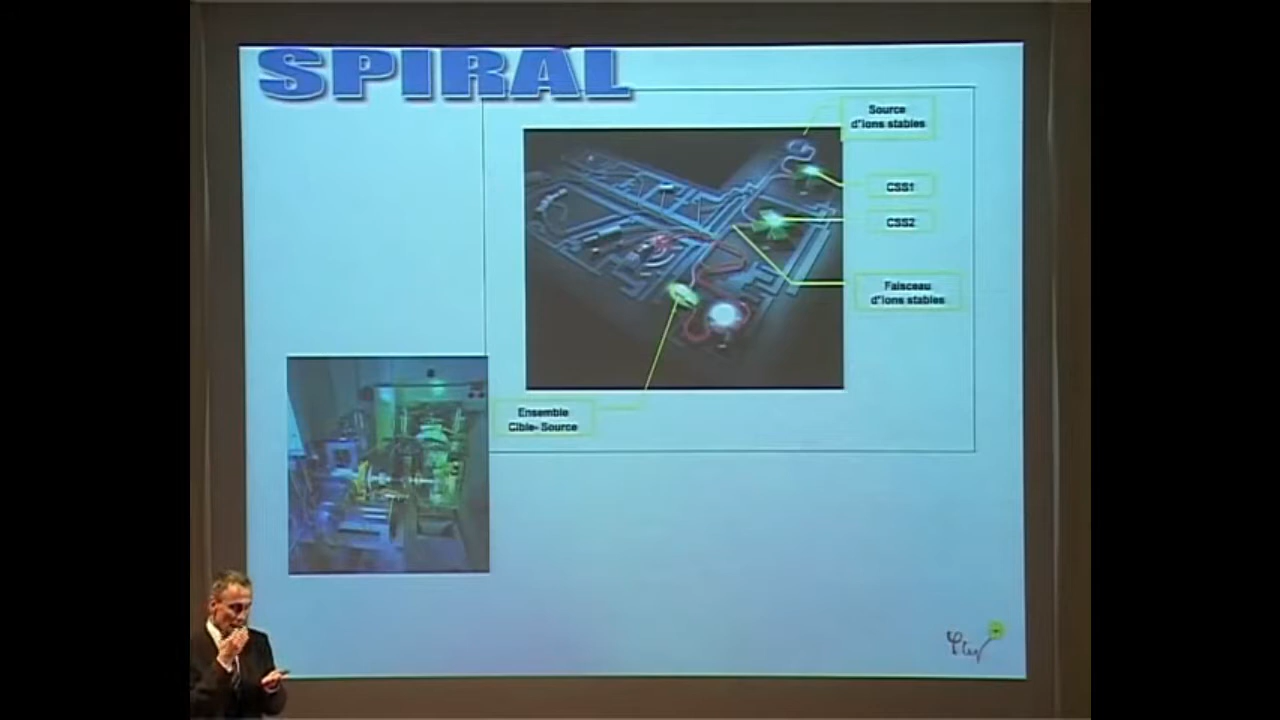 SPIRAL
Source
d'ions stables
CSS1
CSS2
Faisceau
d'ions stables
Ensemble
Cible- Source